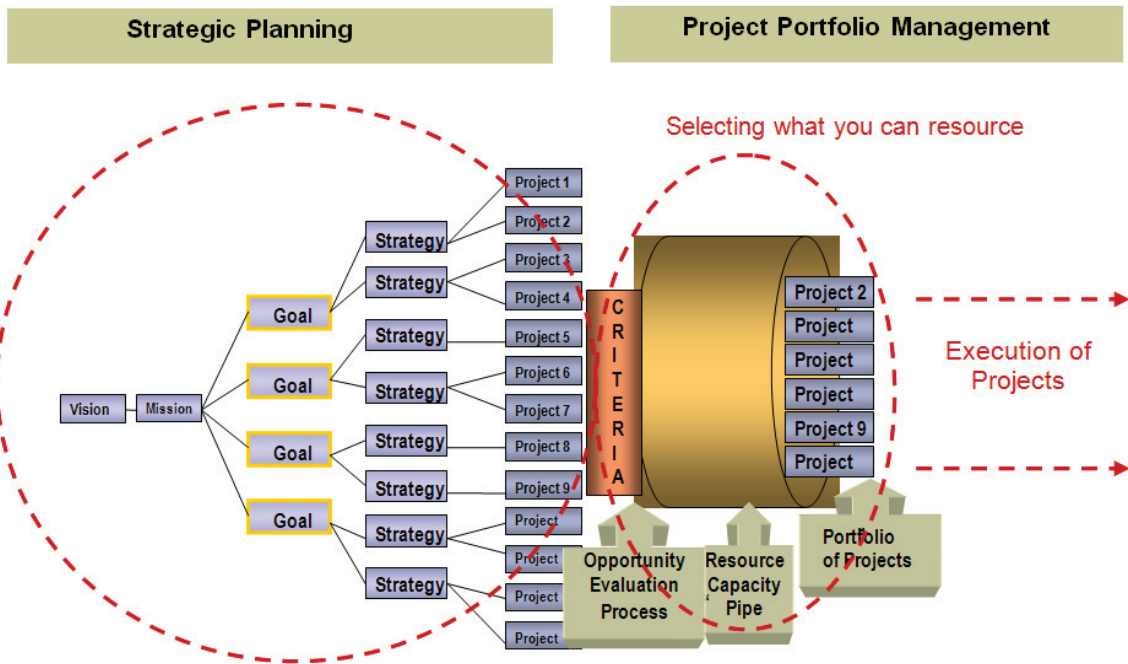 Strategic Planning
Project Portfolio Management
Selecting what you can resource
Vision
Mission
Goal
Goal
Goal
Goal
Strategy
Strategy
Strategy
Strategy
Strategy
Strategy
Strategy
Strategy
Project 1
Project 2
Project 3
Project 4
Project 5
Project 6
Project 7
Project 8
Project 9
Project
Project
Project
Project
C
R
I
T
E
R
I
A
Project 2
Project
Project
Project
Project 9
Project
Execution of
Projects
Opportunity
Evaluation
Process
Resource
Capacity
Pipe
Portfolio
of Projects